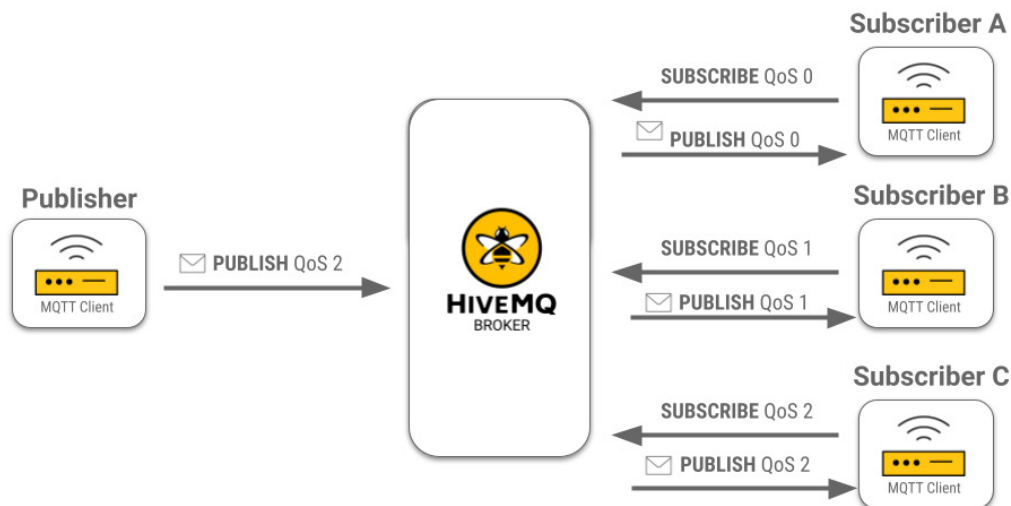 Publisher
MQTT Client
PUBLISH QoS 2
HIVEMQ
BROKER
Subscriber A
SUBSCRIBE QoS 0
PUBLISH QoS 0
MQTT Client
Subscriber B
SUBSCRIBE QoS 1
PUBLISH QoS 1
MQTT Client
Subscriber C
SUBSCRIBE QoS 2
PUBLISH QoS 2
MQTT Client